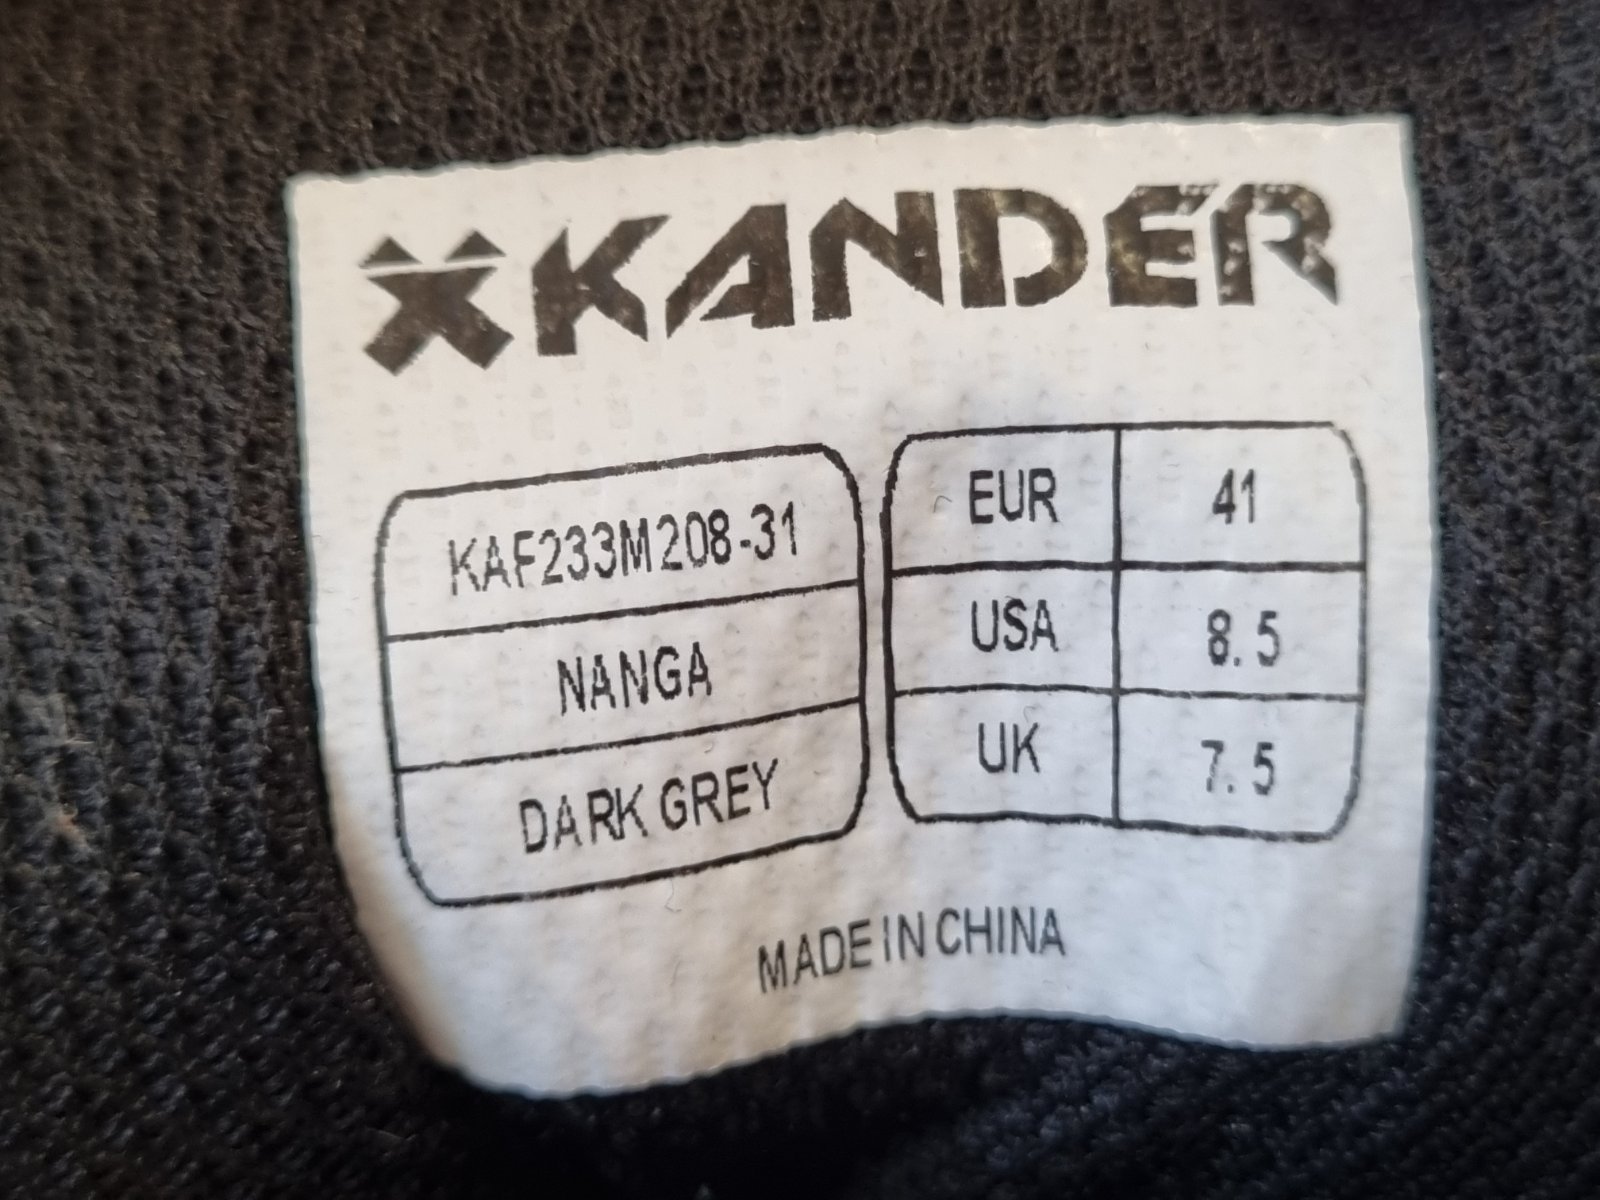 KANDER
KAF233M208-31
NANGA
DARK GREY
EUR 41
USA 8.5
UK 7.5
MADE IN CHINA